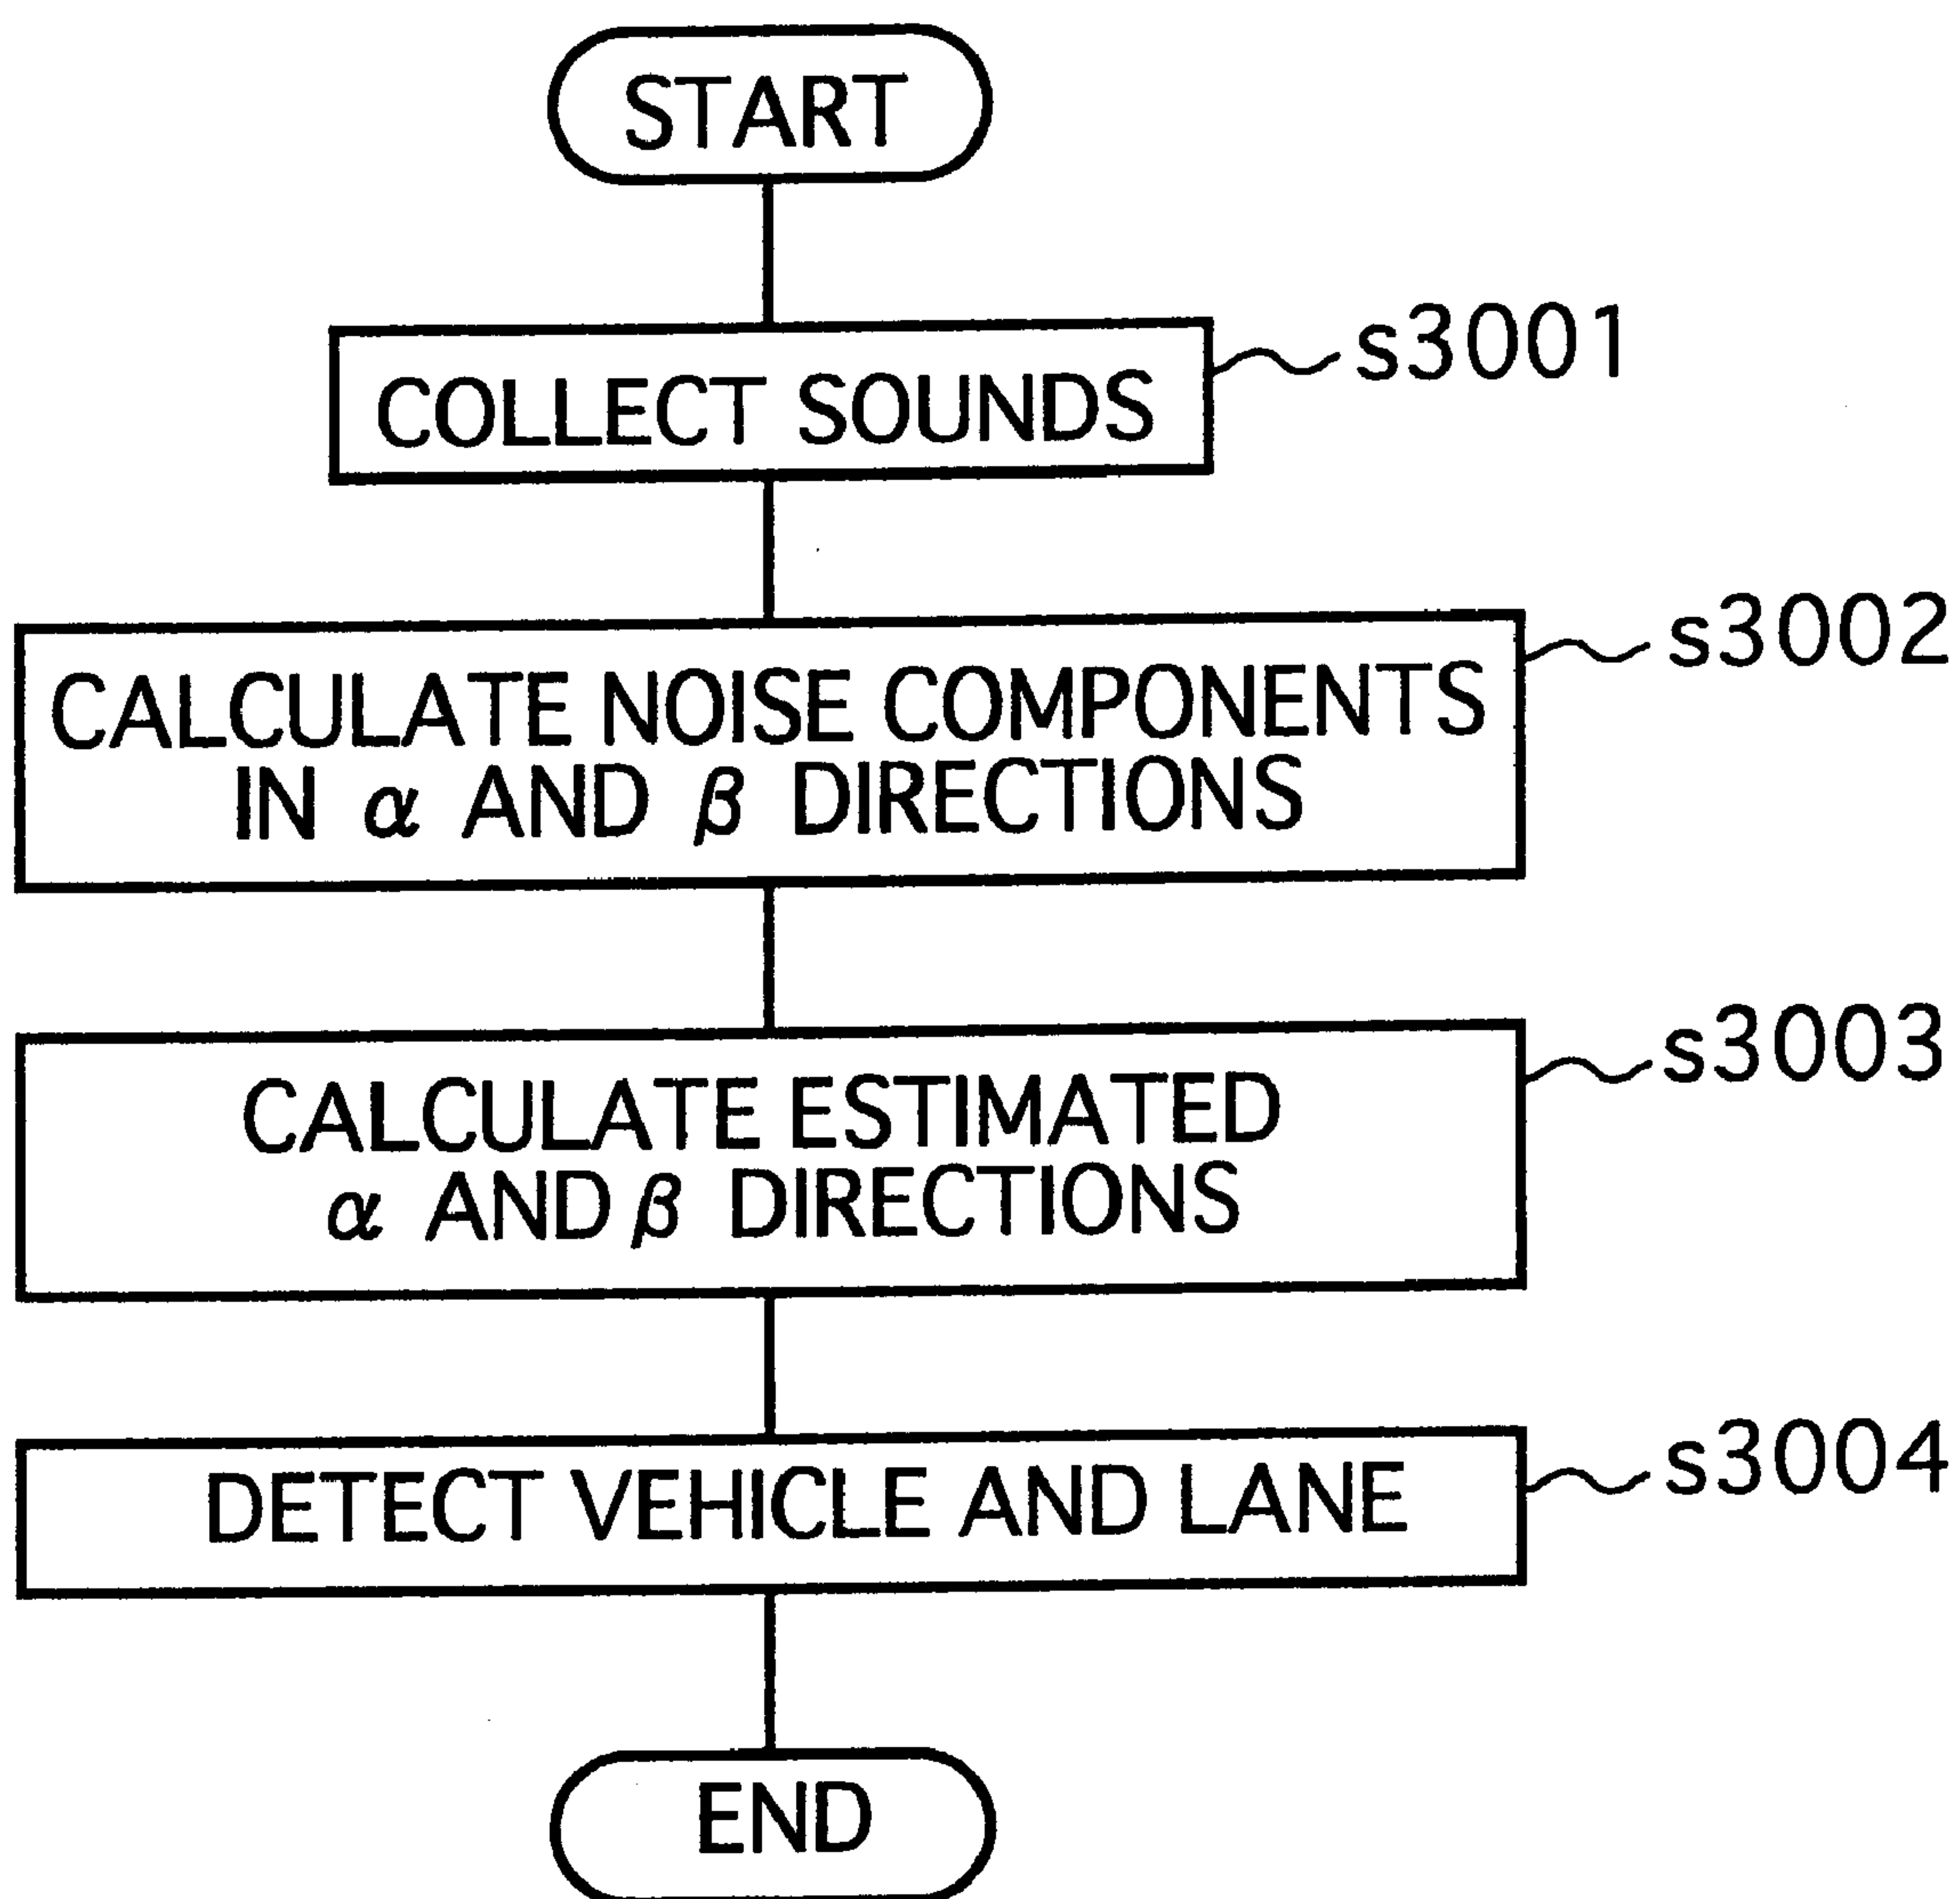 START
COLLECT SOUNDS
s3001
CALCULATE NOISE COMPONENTS
IN α AND β DIRECTIONS
s3002
CALCULATE ESTIMATED
α AND β DIRECTIONS
s3003
DETECT VEHICLE AND LANE
s3004
END